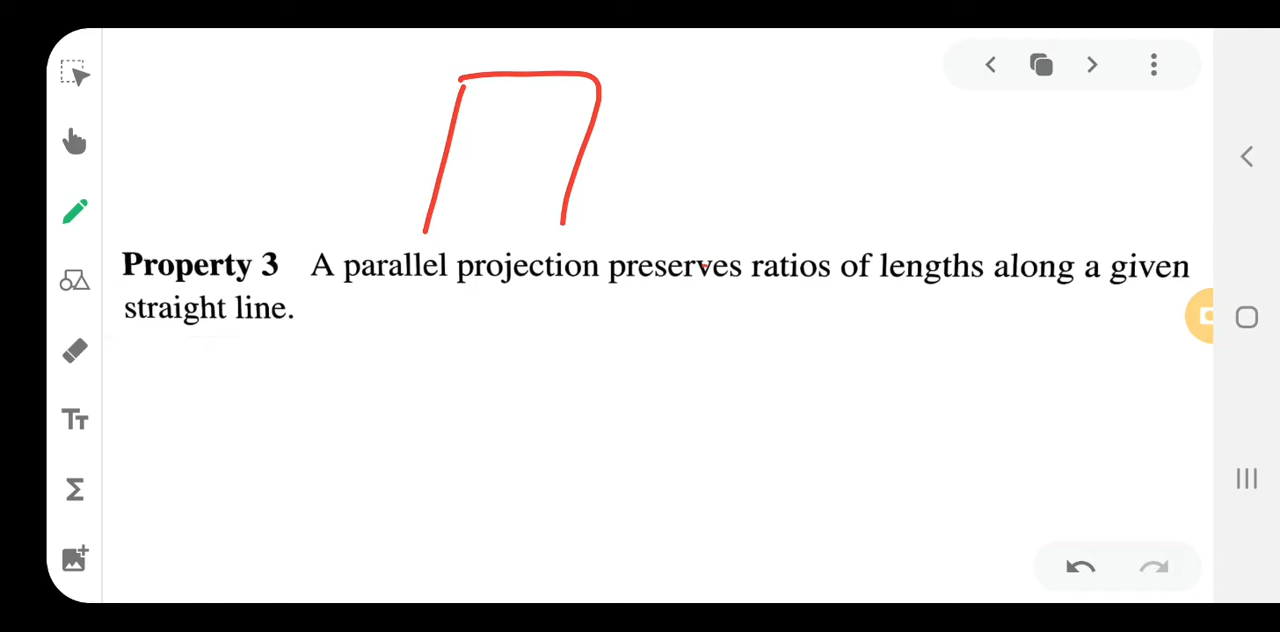 Property 3 A parallel projection preserves ratios of lengths along a given
straight line.